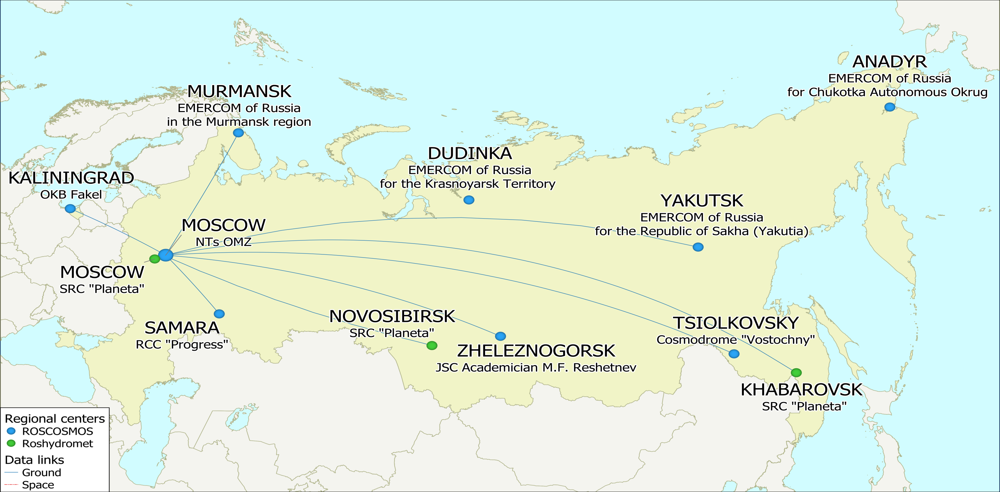 ANADYR
EMERCOM of Russia
for Chukotka Autonomous Okrug
MURMANSK
EMERCOM of Russia
in the Murmansk region
DUDINKA
EMERCOM of Russia
for the Krasnoyarsk Territory
KALININGRAD
OKB Fakel
YAKUTSK
EMERCOM of Russia
for the Republic of Sakha (Yakutia)
MOSCOW
NTs OMZ
MOSCOW
SRC "Planeta"
SAMARA
RCC "Progress"
NOVOSIBIRSK
SRC "Planeta"
ZHELEZNOGORSK
JSC Academician M.F. Reshetnev
TSIOLKOVSKY
Cosmodrome "Vostochny"
KHABAROVSK
SRC "Planeta"
Regional centers
ROSCOSMOS
Roshydromet
Data links
Ground
Space